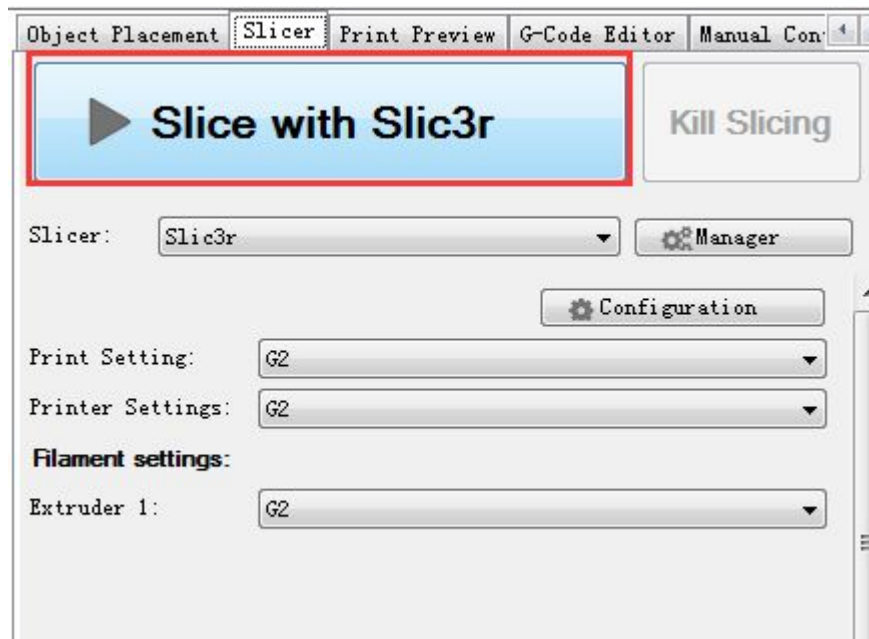 Object Placement Slicer Print Preview G-Code Editor Manual Con
Slice with Slic3r Kill Slicing
Slicer: Slic3r Manager
Configuration
Print Setting: G2
Printer Settings: G2
Filament settings:
Extruder 1: G2